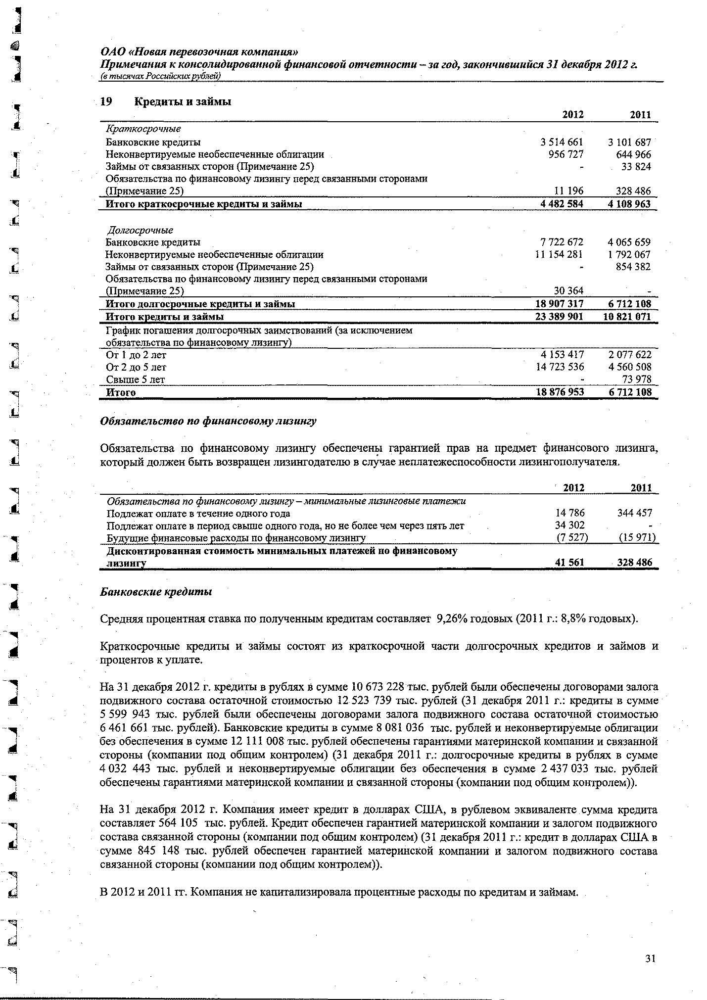 ОАО «Новая перевозочная компания»
Примечания к консолидированной финансовой отчетности – за год, закончившийся 31 декабря 2012 г.
(в тысячах Российских рублей)
19 Кредиты и займы
2012 2011
Краткосрочные
Банковские кредиты 3 514 661 3 101 687
Неконвертируемые необеспеченные облигации 956 727 644 966
Займы от связанных сторон (Примечание 25) - 33 824
Обязательства по финансовому лизингу перед связанными сторонами
(Примечание 25) 11 196 328 486
Итого краткосрочные кредиты и займы 4 482 584 4 108 963
Долгосрочные
Банковские кредиты 7 722 672 4 065 659
Неконвертируемые необеспеченные облигации 11 154 281 1 792 067
Займы от связанных сторон (Примечание 25) - 854 382
Обязательства по финансовому лизингу перед связанными сторонами
(Примечание 25) 30 364 -
Итого долгосрочные кредиты и займы 18 907 317 6 712 108
Итого кредиты и займы 23 389 901 10 821 071
График погашения долгосрочных заимствований (за исключением
обязательства по финансовому лизингу)
От 1 до 2 лет 4 153 417 2 077 622
От 2 до 5 лет 14 723 536 4 560 508
Свыше 5 лет - 73 978
Итого 18 876 953 6 712 108
Обязательство по финансовому лизингу
Обязательства по финансовому лизингу обеспечены гарантией прав на предмет финансового лизинга,
который должен быть возвращен лизингодателю в случае неплатежеспособности лизингополучателя.
2012 2011
Обязательства по финансовому лизингу – минимальные лизинговые платежи
Подлежат оплате в течение одного года 14 786 344 457
Подлежат оплате в период свыше одного года, но не более чем через пять лет 34 302 -
Будущие финансовые расходы по финансовому лизингу (7 527) (15 971)
Дисконтированная стоимость минимальных платежей по финансовому
лизингу 41 561 328 486
Банковские кредиты
Средняя процентная ставка по полученным кредитам составляет 9,26% годовых (2011 г.: 8,8% годовых).
Краткосрочные кредиты и займы состоят из краткосрочной части долгосрочных кредитов и займов и
процентов к уплате.
На 31 декабря 2012 г. кредиты в рублях в сумме 10 673 228 тыс. рублей были обеспечены договорами залога
подвижного состава остаточной стоимостью 12 523 739 тыс. рублей (31 декабря 2011 г.: кредиты в сумме
5 599 943 тыс. рублей были обеспечены договорами залога подвижного состава остаточной стоимостью
6 461 661 тыс. рублей). Банковские кредиты в сумме 8 081 036 тыс. рублей и неконвертируемые облигации
без обеспечения в сумме 12 111 008 тыс. рублей обеспечены гарантиями материнской компании и связанной
стороны (компании под общим контролем) (31 декабря 2011 г.: долгосрочные кредиты в рублях в сумме
4 032 443 тыс. рублей и неконвертируемые облигации без обеспечения в сумме 2 437 033 тыс. рублей
обеспечены гарантиями материнской компании и связанной стороны (компании под общим контролем)).
На 31 декабря 2012 г. Компания имеет кредит в долларах США, в рублевом эквиваленте сумма кредита
составляет 564 105 тыс. рублей. Кредит обеспечен гарантией материнской компании и залогом подвижного
состава связанной стороны (компании под общим контролем) (31 декабря 2011 г.: кредит в долларах США в
сумме 845 148 тыс. рублей обеспечен гарантией материнской компании и залогом подвижного состава
связанной стороны (компании под общим контролем)).
В 2012 и 2011 гг. Компания не капитализировала процентные расходы по кредитам и займам.
31